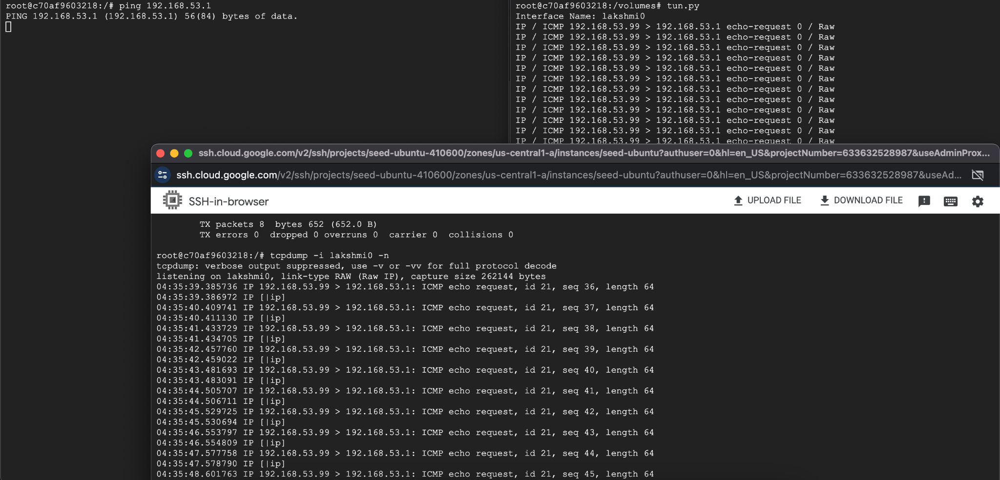 root@c70af9603218:/# ping 192.168.53.1
PING 192.168.53.1 (192.168.53.1) 56(84) bytes of data.
root@c70af9603218:/volumes# tun.py
Interface Name: lakshmi0
IP / ICMP 192.168.53.99 > 192.168.53.1 echo-request 0 / Raw
IP / ICMP 192.168.53.99 > 192.168.53.1 echo-request 0 / Raw
IP / ICMP 192.168.53.99 > 192.168.53.1 echo-request 0 / Raw
IP / ICMP 192.168.53.99 > 192.168.53.1 echo-request 0 / Raw
IP / ICMP 192.168.53.99 > 192.168.53.1 echo-request 0 / Raw
IP / ICMP 192.168.53.99 > 192.168.53.1 echo-request 0 / Raw
IP / ICMP 192.168.53.99 > 192.168.53.1 echo-request 0 / Raw
IP / ICMP 192.168.53.99 > 192.168.53.1 echo-request 0 / Raw
IP / ICMP 192.168.53.99 > 192.168.53.1 echo-request 0 / Raw
IP / ICMP 192.168.53.99 > 192.168.53.1 echo-request 0 / Raw
IP / ICMP 192.168.53.99 > 192.168.53.1 echo-request 0 / Raw
IP / ICMP 192.168.53.99 > 192.168.53.1 echo-request 0 / Raw
ssh.cloud.google.com/v2/ssh/projects/seed-ubuntu-410600/zones/us-central1-a/instances/seed-ubuntu?authuser=0&hl=en_US&projectNumber=633632528987&useAdminProx...
ssh.cloud.google.com/v2/ssh/projects/seed-ubuntu-410600/zones/us-central1-a/instances/seed-ubuntu?authuser=0&hl=en_US&projectNumber=633632528987&useAd...
SSH-in-browser UPLOAD FILE DOWNLOAD FILE
TX packets 8  bytes 652 (652.0 B)
TX errors 0  dropped 0 overruns 0  carrier 0  collisions 0
root@c70af9603218:/# tcpdump -i lakshmi0 -n
tcpdump: verbose output suppressed, use -v or -vv for full protocol decode
listening on lakshmi0, link-type RAW (Raw IP), capture size 262144 bytes
04:35:39.385736 IP 192.168.53.99 > 192.168.53.1: ICMP echo request, id 21, seq 36, length 64
04:35:39.386972 IP [|ip]
04:35:40.409741 IP 192.168.53.99 > 192.168.53.1: ICMP echo request, id 21, seq 37, length 64
04:35:40.411130 IP [|ip]
04:35:41.433729 IP 192.168.53.99 > 192.168.53.1: ICMP echo request, id 21, seq 38, length 64
04:35:41.434705 IP [|ip]
04:35:42.457760 IP 192.168.53.99 > 192.168.53.1: ICMP echo request, id 21, seq 39, length 64
04:35:42.459022 IP [|ip]
04:35:43.481693 IP 192.168.53.99 > 192.168.53.1: ICMP echo request, id 21, seq 40, length 64
04:35:43.483091 IP [|ip]
04:35:44.505707 IP 192.168.53.99 > 192.168.53.1: ICMP echo request, id 21, seq 41, length 64
04:35:44.506711 IP [|ip]
04:35:45.529725 IP 192.168.53.99 > 192.168.53.1: ICMP echo request, id 21, seq 42, length 64
04:35:45.530694 IP [|ip]
04:35:46.553797 IP 192.168.53.99 > 192.168.53.1: ICMP echo request, id 21, seq 43, length 64
04:35:46.554809 IP [|ip]
04:35:47.577758 IP 192.168.53.99 > 192.168.53.1: ICMP echo request, id 21, seq 44, length 64
04:35:47.578790 IP [|ip]
04:35:48.601763 IP 192.168.53.99 > 192.168.53.1: ICMP echo request, id 21, seq 45, length 64